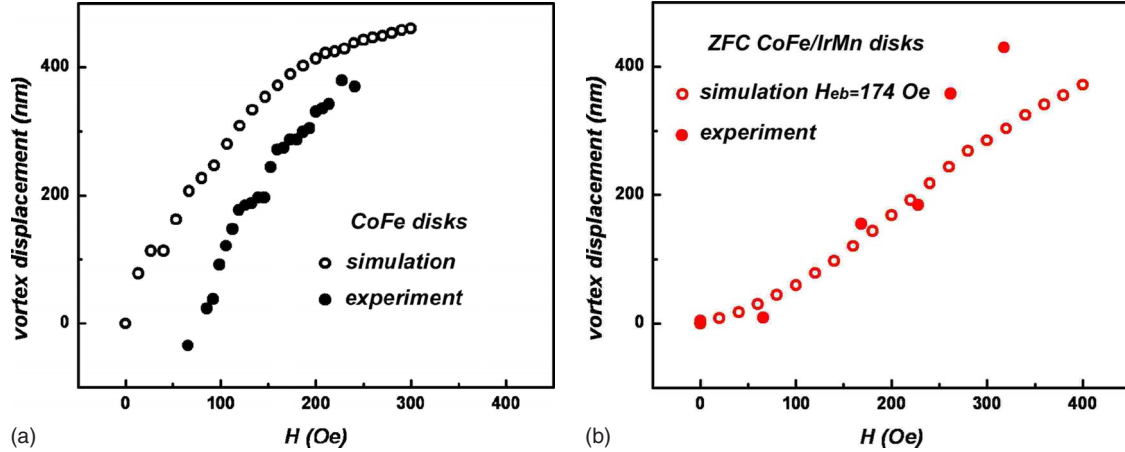 400
200
0
vortex displacement (nm)
CoFe disks
simulation
experiment
0
100
200
300
400
H (Oe)
(a)
400
200
0
vortex displacement (nm)
ZFC CoFe/IrMn disks
simulation Heb=174 Oe
experiment
0
100
200
300
400
H (Oe)
(b)